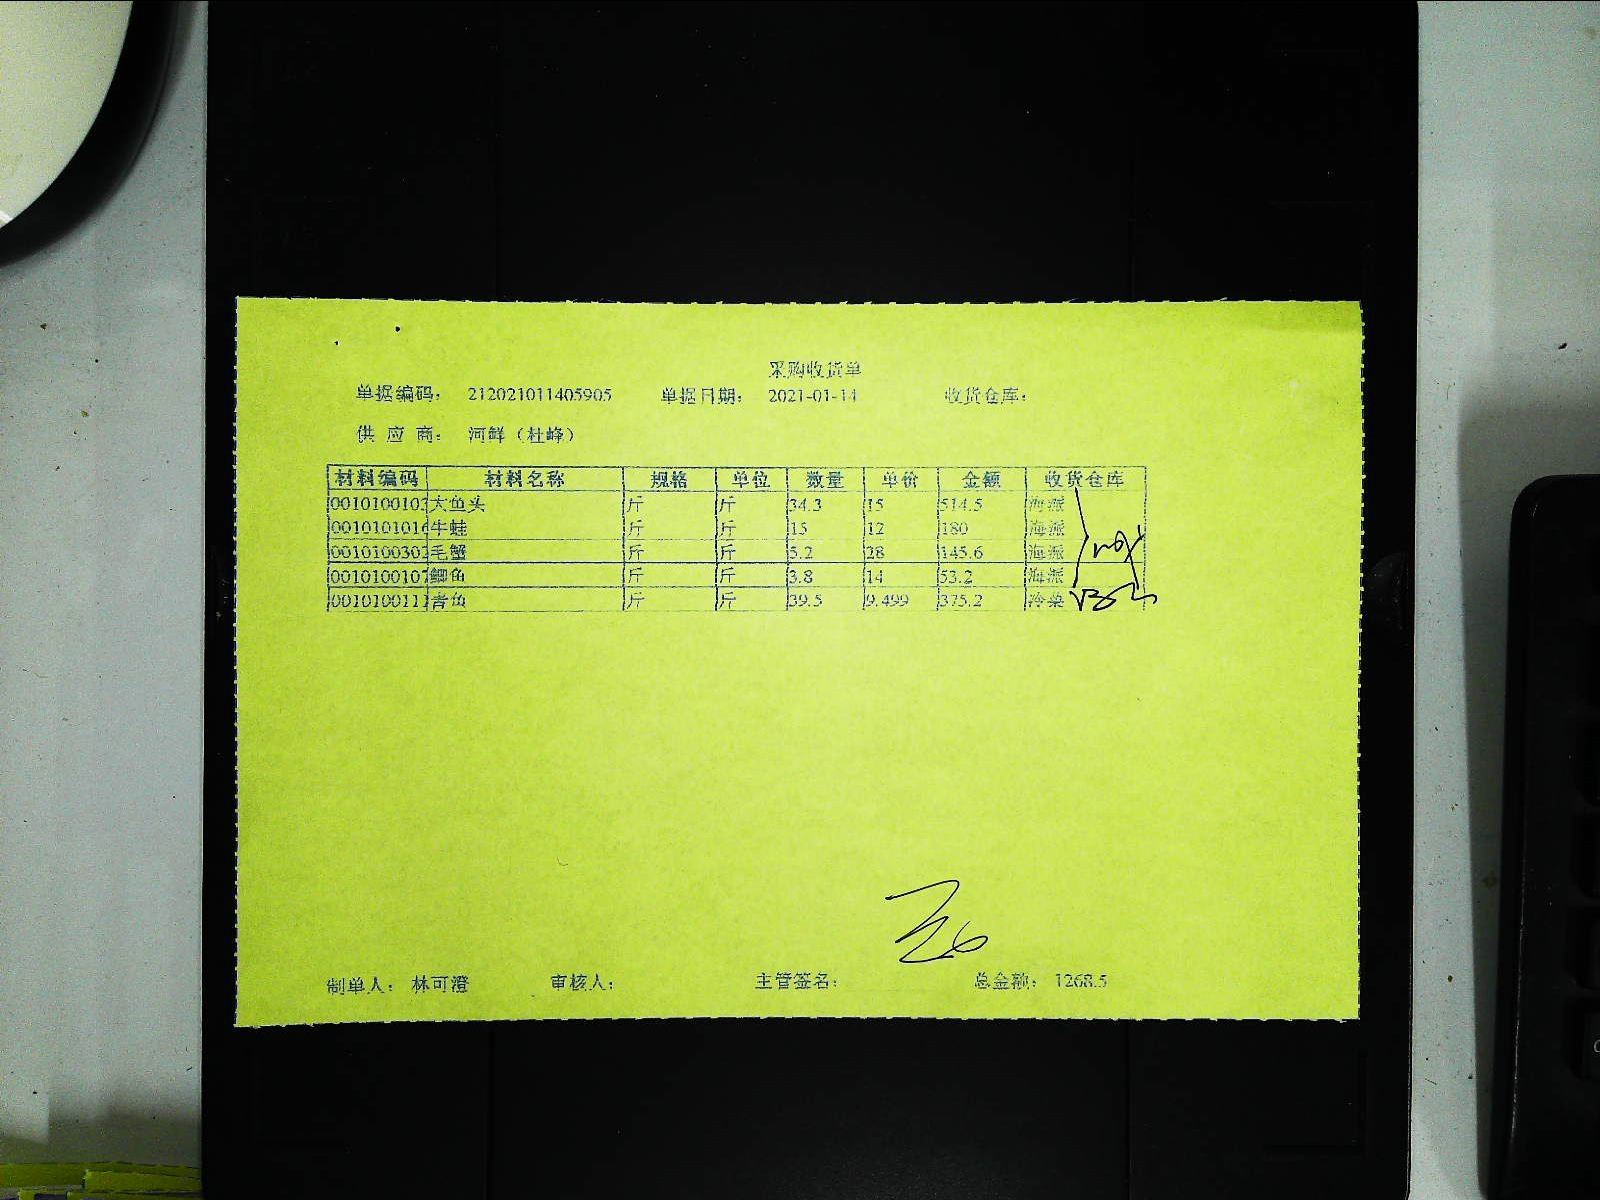 采购收货单
单据编码： 212021011405905 单据日期： 2021-01-14 收货仓库：
供 应 商： 河鲜（杜峰）
材料编码 材料名称 规格 单位 数量 单价 金额 收货仓库
0010100103 大鱼头 斤 斤 34.3 15 514.5 海派
0010101016 牛蛙 斤 斤 15 12 180 海派
0010100302 毛蟹 斤 斤 5.2 28 145.6 海派
0010100107 鲫鱼 斤 斤 3.8 14 53.2 海派
0010100111 青鱼 斤 斤 39.5 9.499 375.2 冷菜
制单人： 林可澄 审核人： 主管签名： 总金额： 1268.5